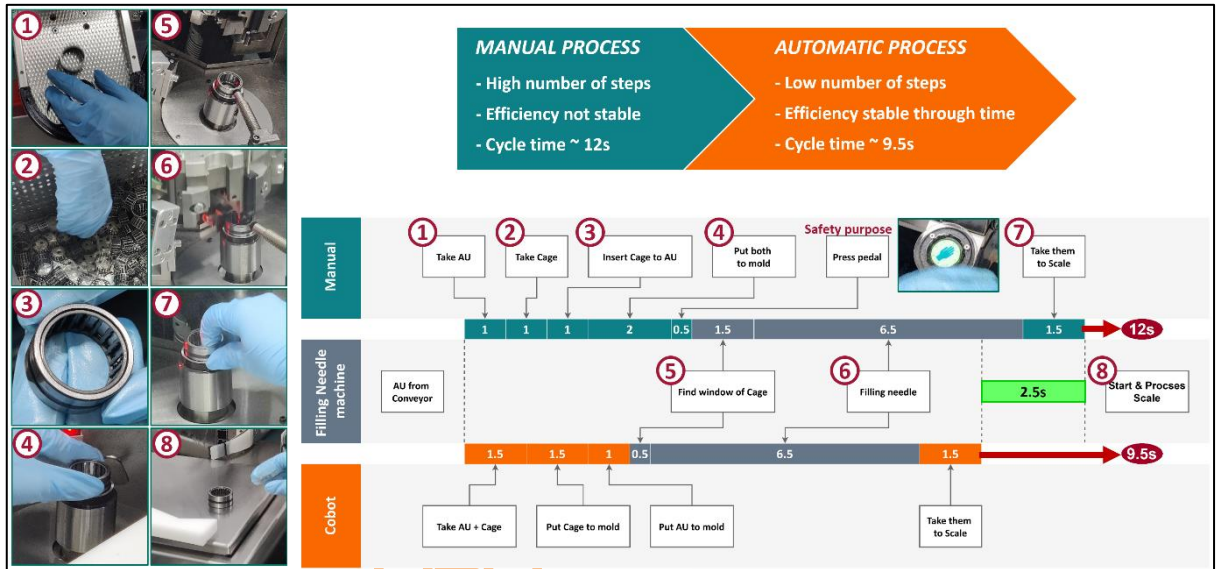 1
5
2
6
3
7
4
8
MANUAL PROCESS
- High number of steps
- Efficiency not stable
- Cycle time ~ 12s
AUTOMATIC PROCESS
- Low number of steps
- Efficiency stable through time
- Cycle time ~ 9.5s
Manual
1
Take AU
2
Take Cage
3
Insert Cage to AU
4
Put both
to mold
Safety purpose
Press pedal
7
Take them
to Scale
1 1 1 2 0.5 1.5 6.5 1.5 12s
Filling Needle
machine
AU from
Conveyor
5
Find window of Cage
6
Filling needle
2.5s
8
Start & Procses
Scale
1.5 1.5 1 0.5 6.5 1.5 9.5s
Cobot
Take AU + Cage
Put Cage to mold
Put AU to mold
Take them
to Scale